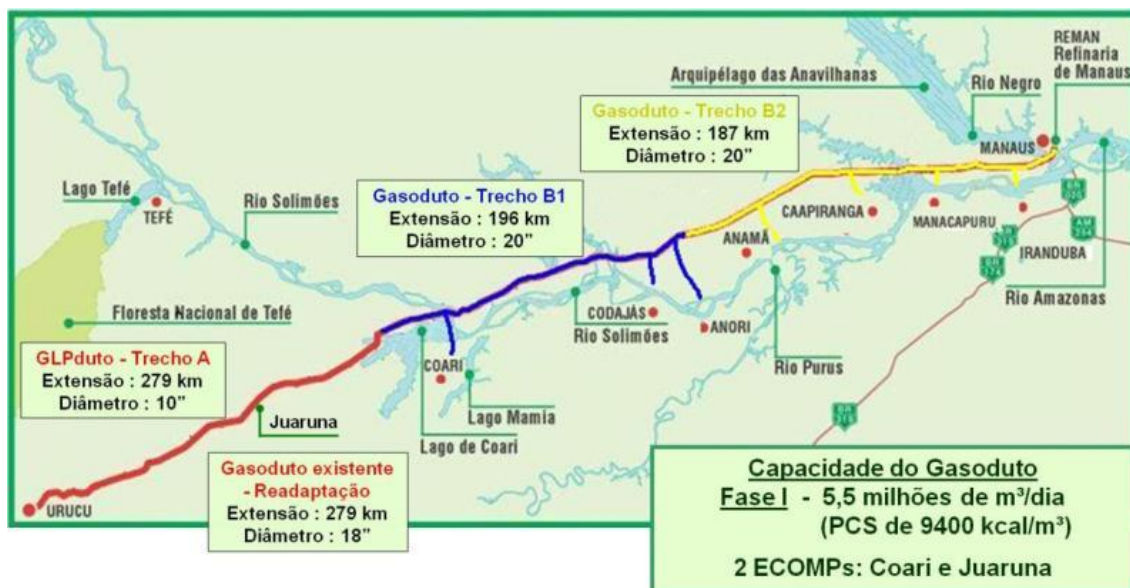 REMAN
Refinaria
de Manaus
Arquipélago das Anavilhanas
Rio Negro
Gasoduto - Trecho B2
Extensão : 187 km
Diâmetro : 20"
MANAUS
Lago Tefé
TEFÉ
Rio Solimões
Gasoduto - Trecho B1
Extensão : 196 km
Diâmetro : 20"
CAAPIRANGA
MANACAPURU
ANAMÃ
IRANDUBA
Rio Amazonas
Floresta Nacional de Tefé
CODAJÁS
Rio Solimões
ANORI
Rio Purus
GLPduto - Trecho A
Extensão : 279 km
Diâmetro : 10"
COARI
Juaruna
Lago Mamia
Lago de Coari
Gasoduto existente
- Readaptação
Extensão : 279 km
Diâmetro : 18"
URUCU
Capacidade do Gasoduto
Fase I - 5,5 milhões de m³/dia
(PCS de 9400 kcal/m³)
2 ECOMPs: Coari e Juaruna